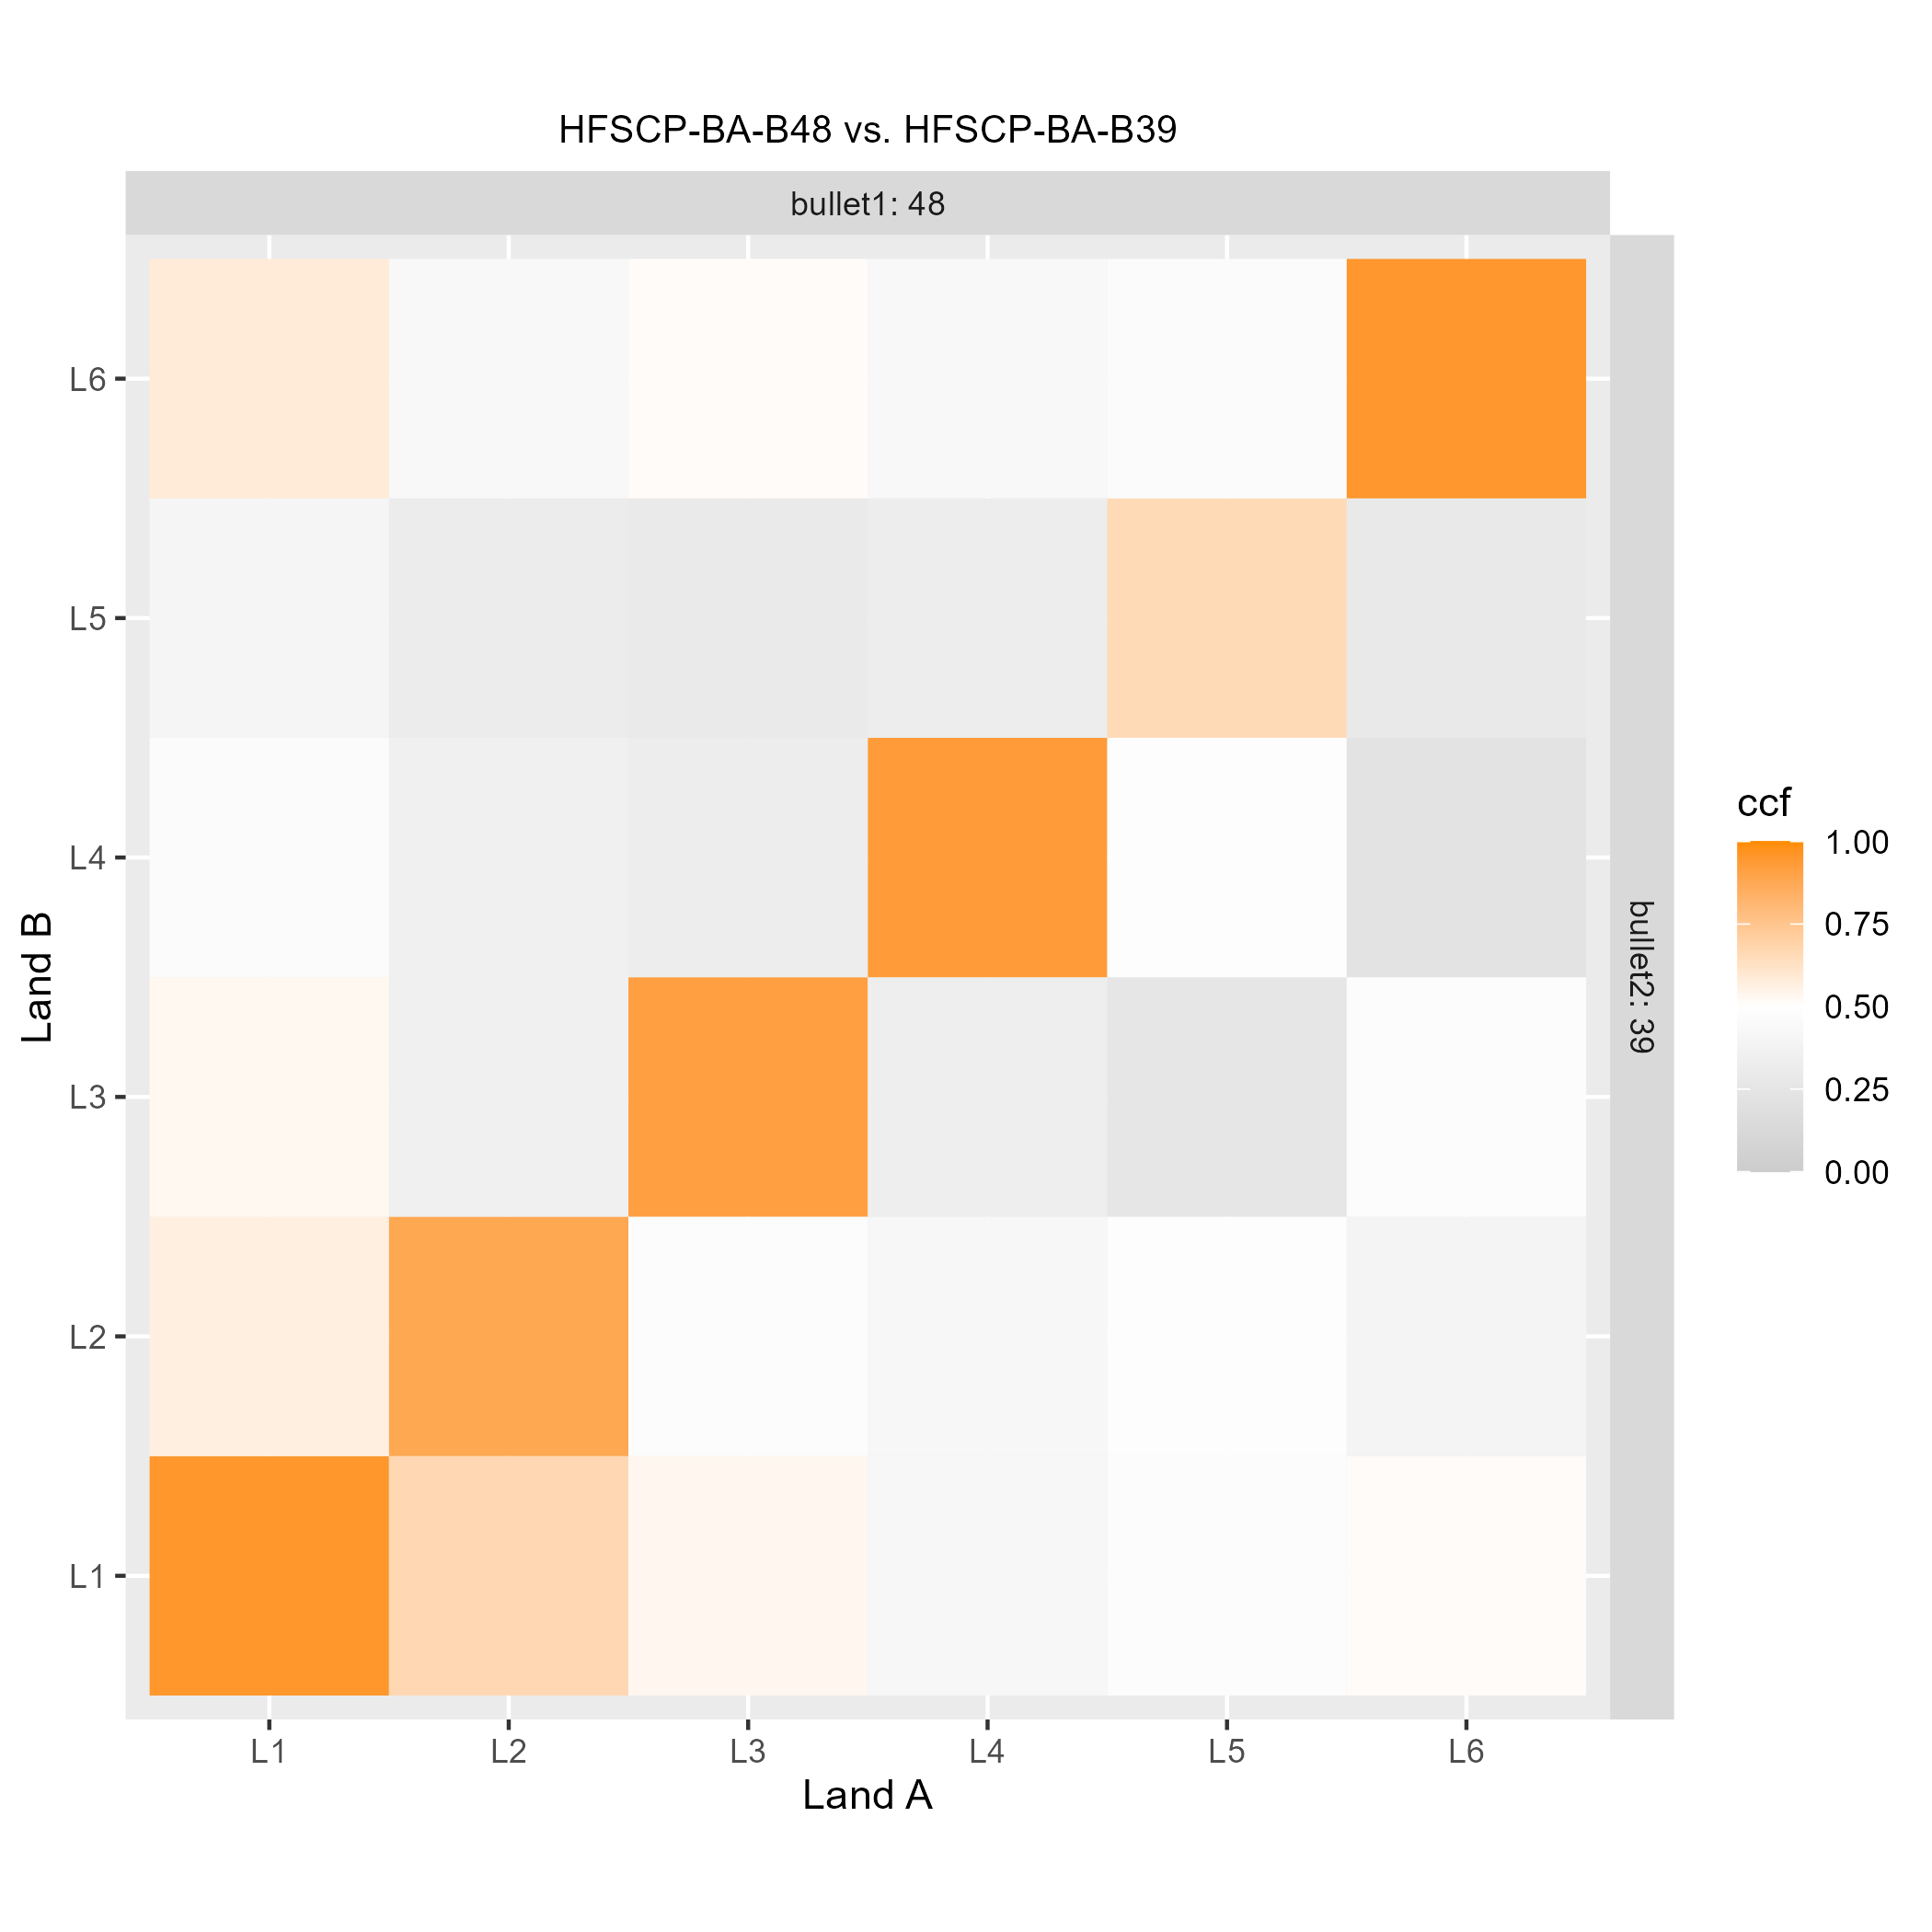 HFSCP-BA-B48 vs. HFSCP-BA-B39
bullet1: 48
L6
L5
L4
L3
L2
L1
Land B
L1 L2 L3 L4 L5 L6
Land A
bullet2: 39
ccf
1.00
0.75
0.50
0.25
0.00